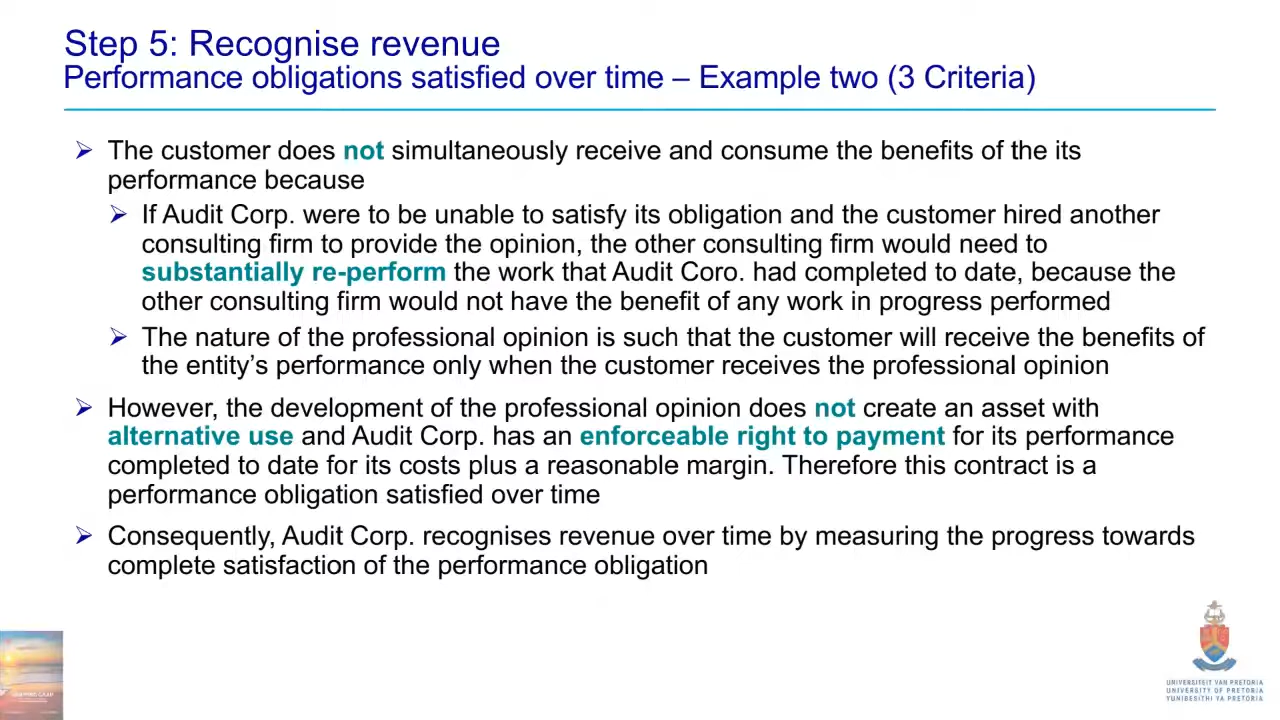 Step 5: Recognise revenue
Performance obligations satisfied over time – Example two (3 Criteria)
The customer does not simultaneously receive and consume the benefits of the its
performance because
If Audit Corp. were to be unable to satisfy its obligation and the customer hired another
consulting firm to provide the opinion, the other consulting firm would need to
substantially re-perform the work that Audit Coro. had completed to date, because the
other consulting firm would not have the benefit of any work in progress performed
The nature of the professional opinion is such that the customer will receive the benefits of
the entity's performance only when the customer receives the professional opinion
However, the development of the professional opinion does not create an asset with
alternative use and Audit Corp. has an enforceable right to payment for its performance
completed to date for its costs plus a reasonable margin. Therefore this contract is a
performance obligation satisfied over time
Consequently, Audit Corp. recognises revenue over time by measuring the progress towards
complete satisfaction of the performance obligation
UNIVERSITEIT VAN PRETORIA
UNIVERSITY OF PRETORIA
YUNIBESITHI YA PRETORIA